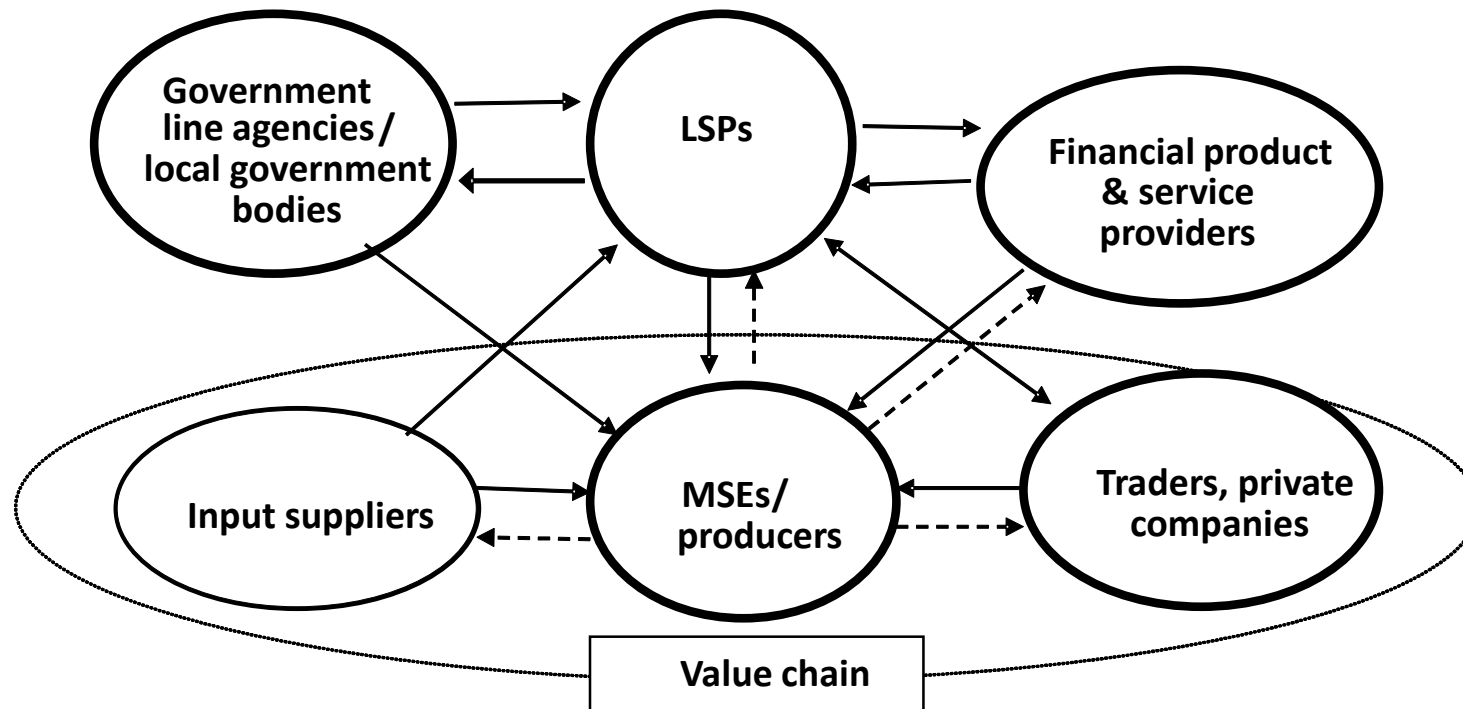 Government
line agencies/
local government
bodies
LSPs
Financial product
& service
providers
Input suppliers
MSEs/
producers
Traders, private
companies
Value chain